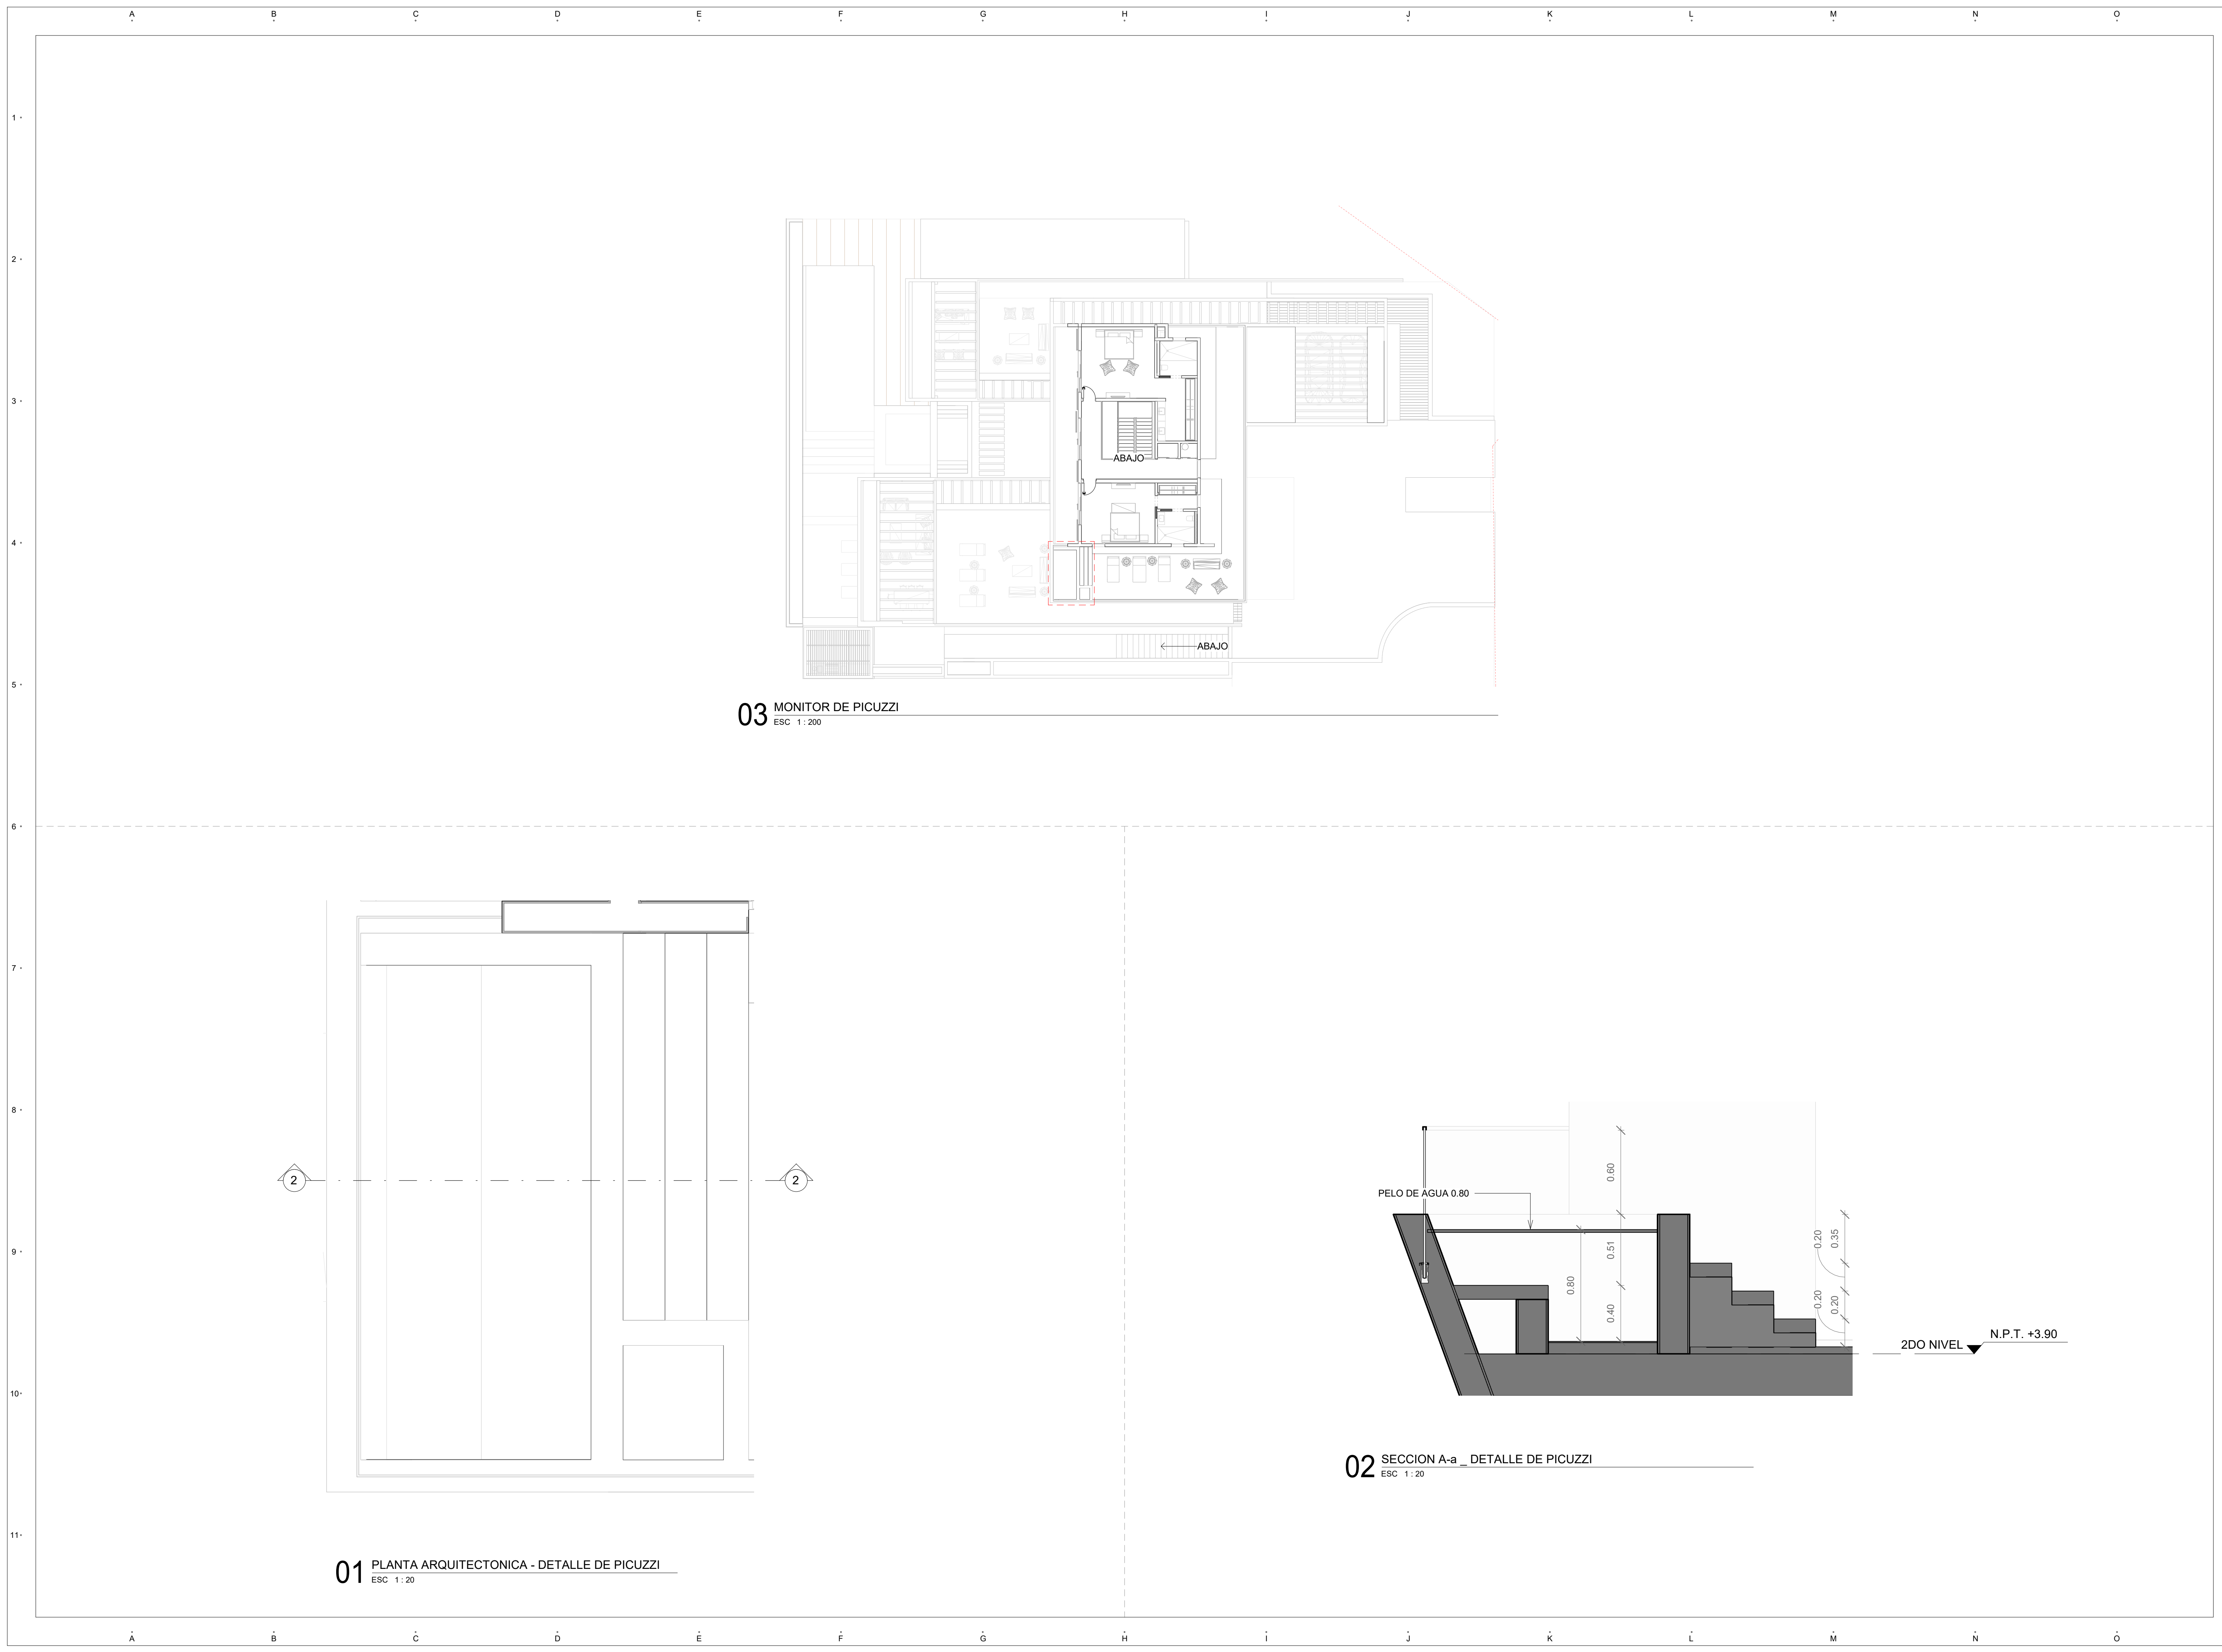 A B C D E F G H I J K L M N O
1
2
3
4
5
6
7
8
9
10
11
ABAJO
ABAJO
03 MONITOR DE PICUZZI
ESC 1 : 200
2 2
01 PLANTA ARQUITECTONICA - DETALLE DE PICUZZI
ESC 1 : 20
PELO DE AGUA 0.80
0.60
0.51
0.80
0.40
0.20
0.35
0.20
0.20
2DO NIVEL
N.P.T. +3.90
02 SECCION A-a _ DETALLE DE PICUZZI
ESC 1 : 20
A B C D E F G H I J K L M N O